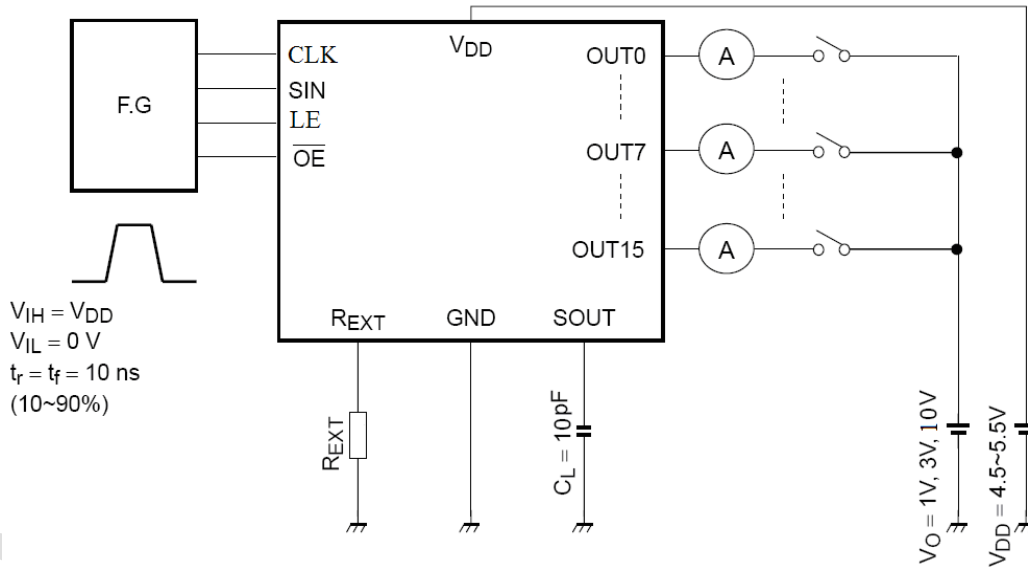 F.G
CLK
SIN
LE
OE
VDD
OUT0
OUT7
OUT15
A
A
A
REXT
GND
SOUT
VIH = VDD
VIL = 0 V
tr = tf = 10 ns
(10~90%)
REXT
CL = 10pF
VO = 1V, 3V, 10V
VDD = 4.5~5.5V